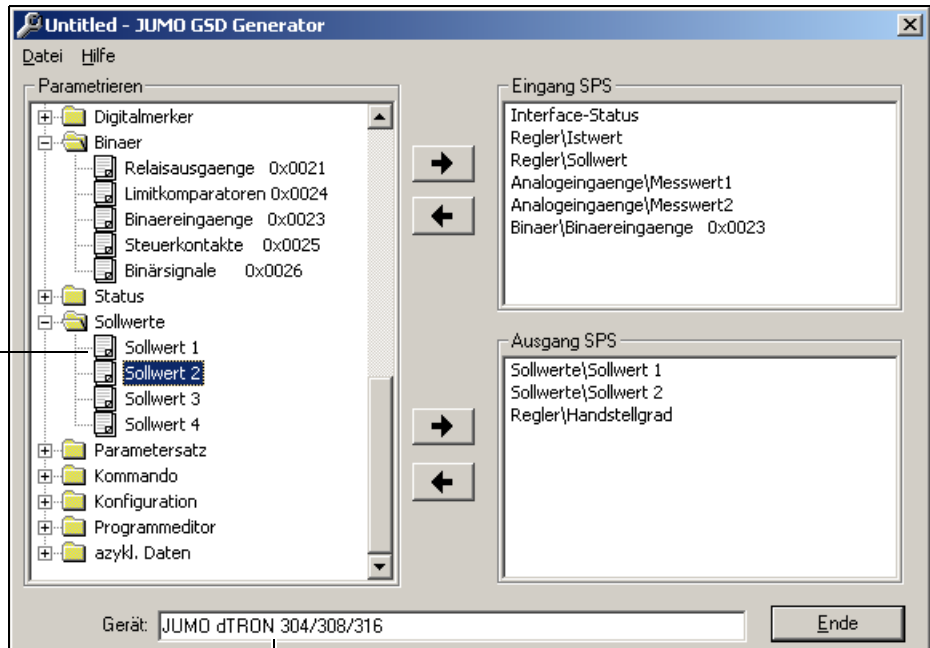 Untitled - JUMO GSD Generator
Datei Hilfe
Parametrieren
Digitalmerker
Binaer
Relaisausgaenge 0x0021
Limitkomparatoren 0x0024
Binaereingaenge 0x0023
Steuerkontakte 0x0025
Binärsignale 0x0026
Status
Sollwerte
Sollwert 1
Sollwert 2
Sollwert 3
Sollwert 4
Parametersatz
Kommando
Konfiguration
Programmeditor
azykl. Daten
Eingang SPS
Interface-Status
Regler\Istwert
Regler\Sollwert
Analogeingaenge\Messwert1
Analogeingaenge\Messwert2
Binaer\Binaereingaenge 0x0023
Ausgang SPS
Sollwerte\Sollwert 1
Sollwerte\Sollwert 2
Regler\Handstellgrad
Gerät: JUMO dTRON 304/308/316
Ende